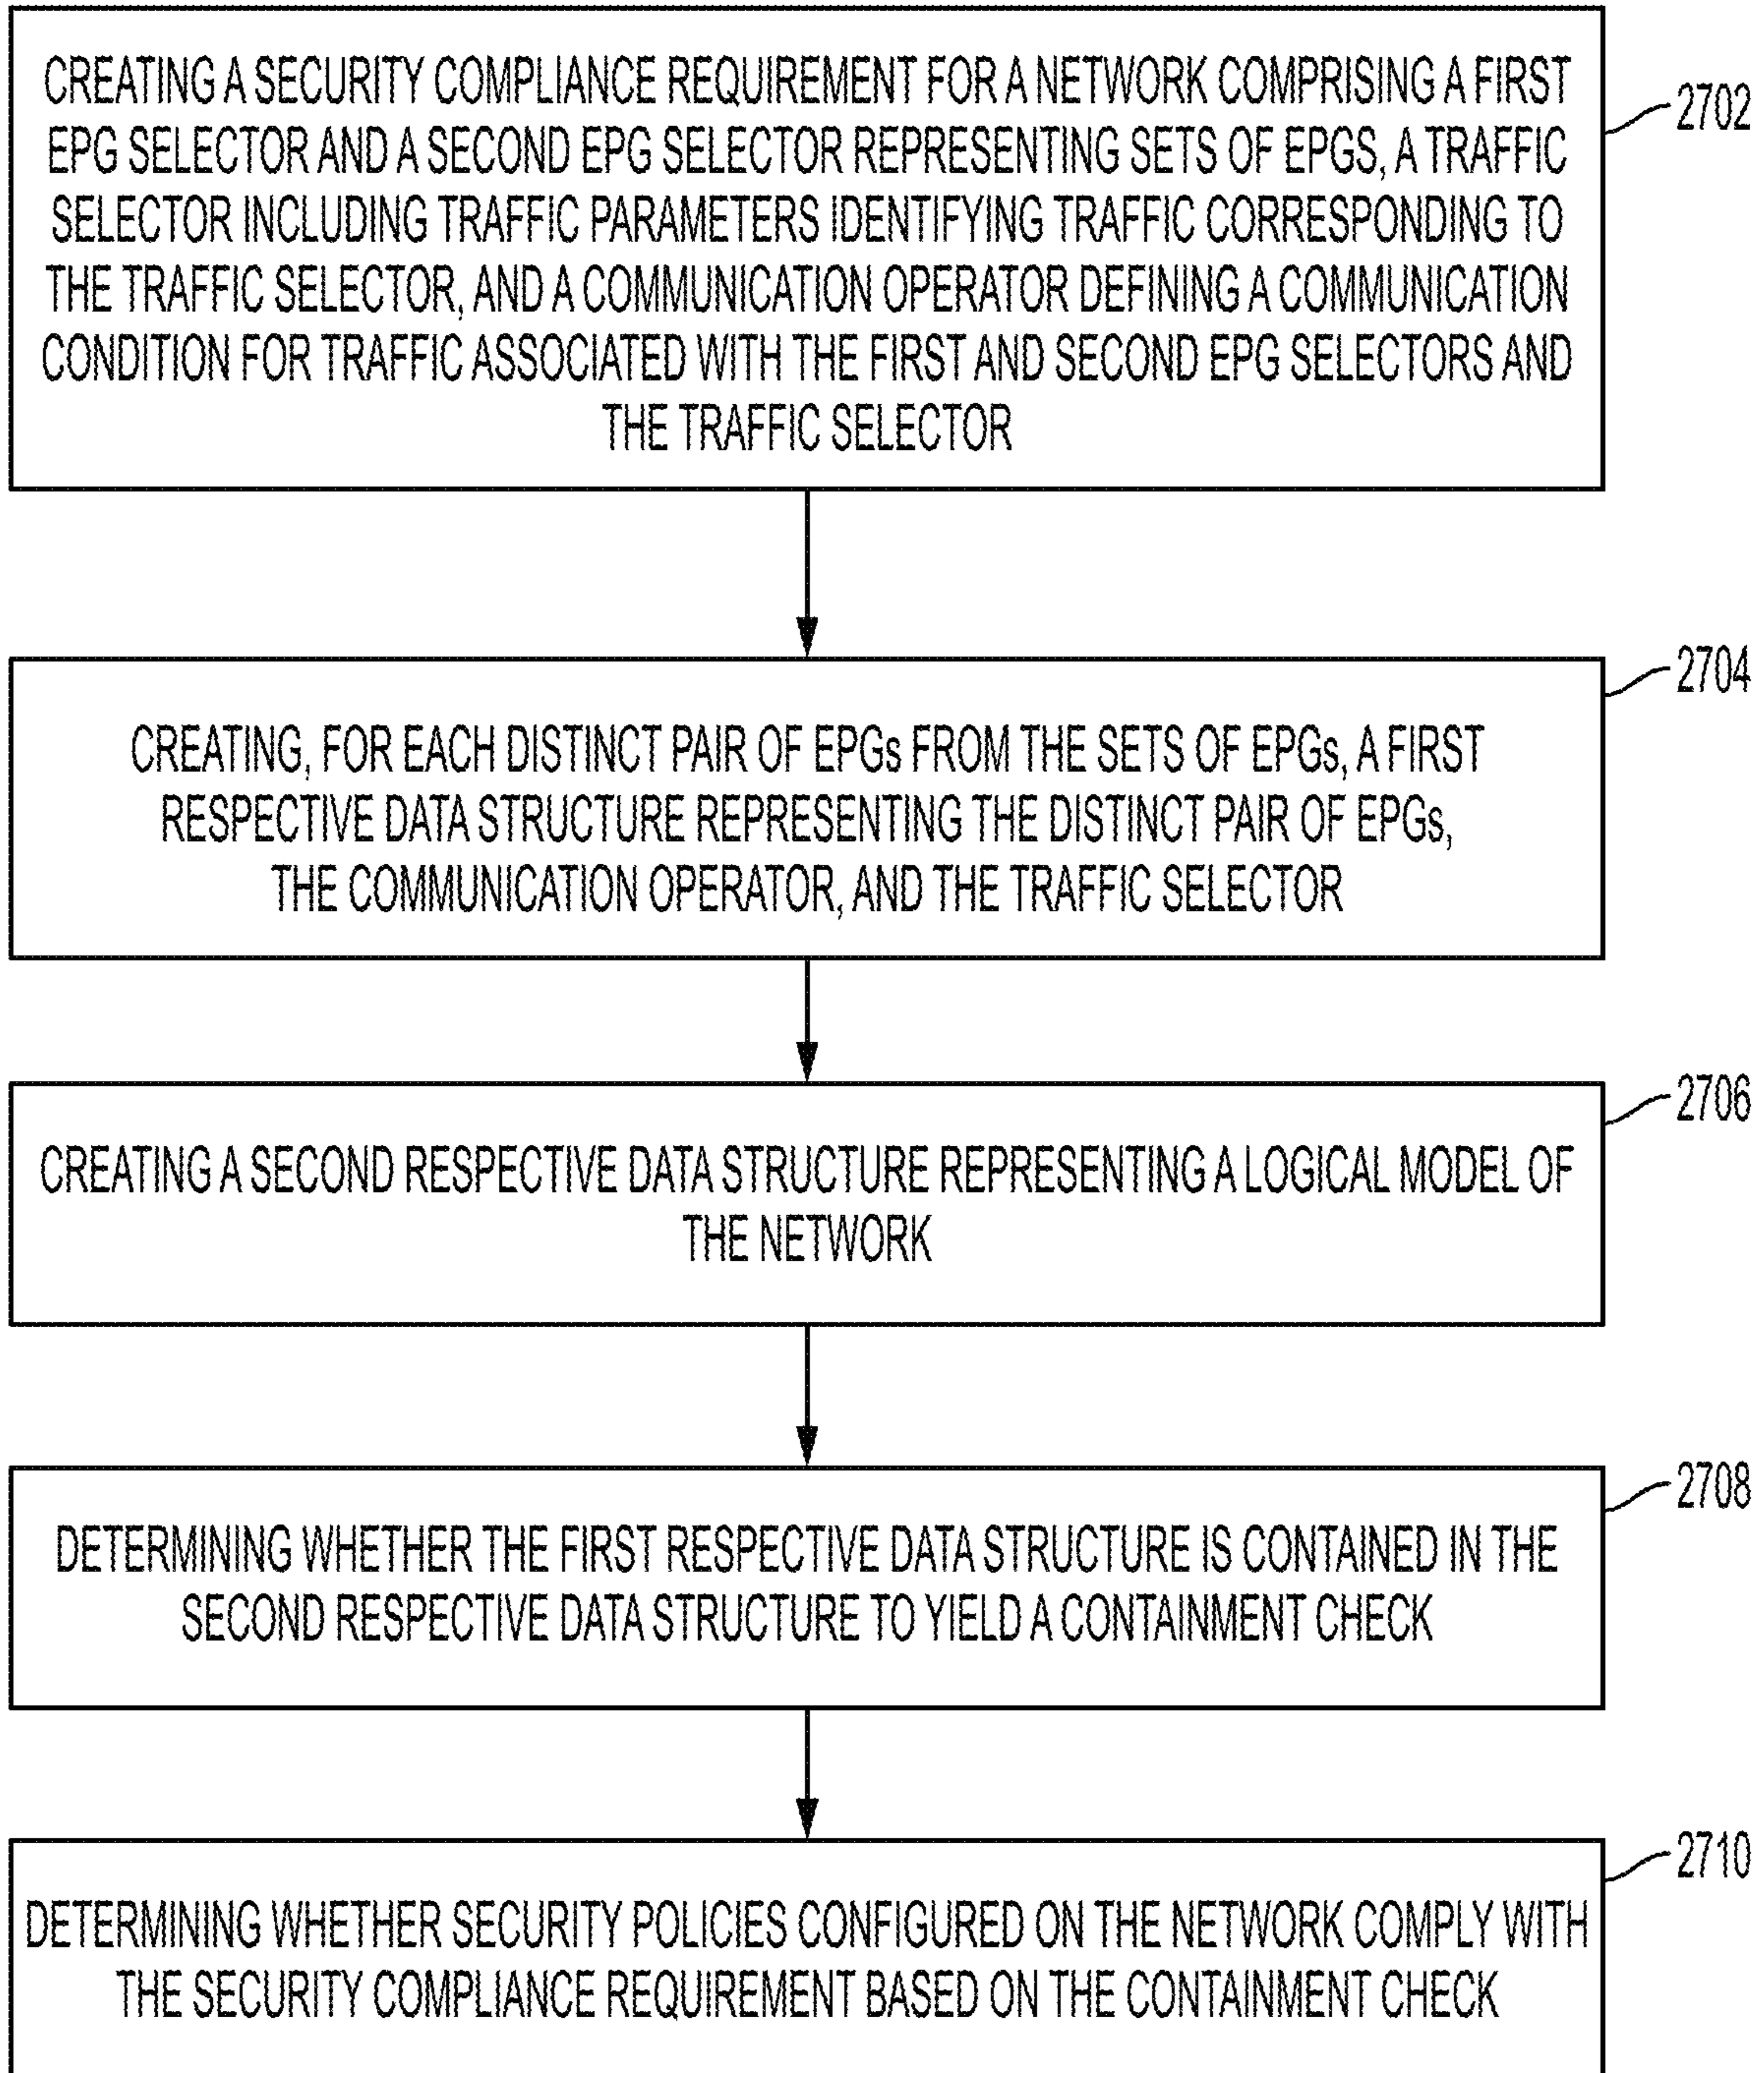 CREATING A SECURITY COMPLIANCE REQUIREMENT FOR A NETWORK COMPRISING A FIRST
EPG SELECTOR AND A SECOND EPG SELECTOR REPRESENTING SETS OF EPGS, A TRAFFIC
SELECTOR INCLUDING TRAFFIC PARAMETERS IDENTIFYING TRAFFIC CORRESPONDING TO
THE TRAFFIC SELECTOR, AND A COMMUNICATION OPERATOR DEFINING A COMMUNICATION
CONDITION FOR TRAFFIC ASSOCIATED WITH THE FIRST AND SECOND EPG SELECTORS AND
THE TRAFFIC SELECTOR
2702
CREATING, FOR EACH DISTINCT PAIR OF EPGs FROM THE SETS OF EPGs, A FIRST
RESPECTIVE DATA STRUCTURE REPRESENTING THE DISTINCT PAIR OF EPGs,
THE COMMUNICATION OPERATOR, AND THE TRAFFIC SELECTOR
2704
CREATING A SECOND RESPECTIVE DATA STRUCTURE REPRESENTING A LOGICAL MODEL OF
THE NETWORK
2706
DETERMINING WHETHER THE FIRST RESPECTIVE DATA STRUCTURE IS CONTAINED IN THE
SECOND RESPECTIVE DATA STRUCTURE TO YIELD A CONTAINMENT CHECK
2708
DETERMINING WHETHER SECURITY POLICIES CONFIGURED ON THE NETWORK COMPLY WITH
THE SECURITY COMPLIANCE REQUIREMENT BASED ON THE CONTAINMENT CHECK
2710